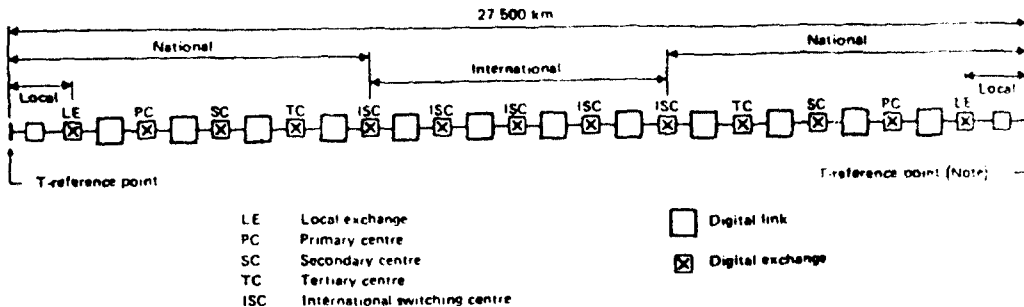 27 500 km
National National
International
Local Local
LE PC SC TC ISC ISC ISC ISC ISC TC SC PC LE
T-reference point T-reference point (Note)
LE Local exchange
PC Primary centre
SC Secondary centre
TC Tertiary centre
ISC International switching centre
Digital link
Digital exchange